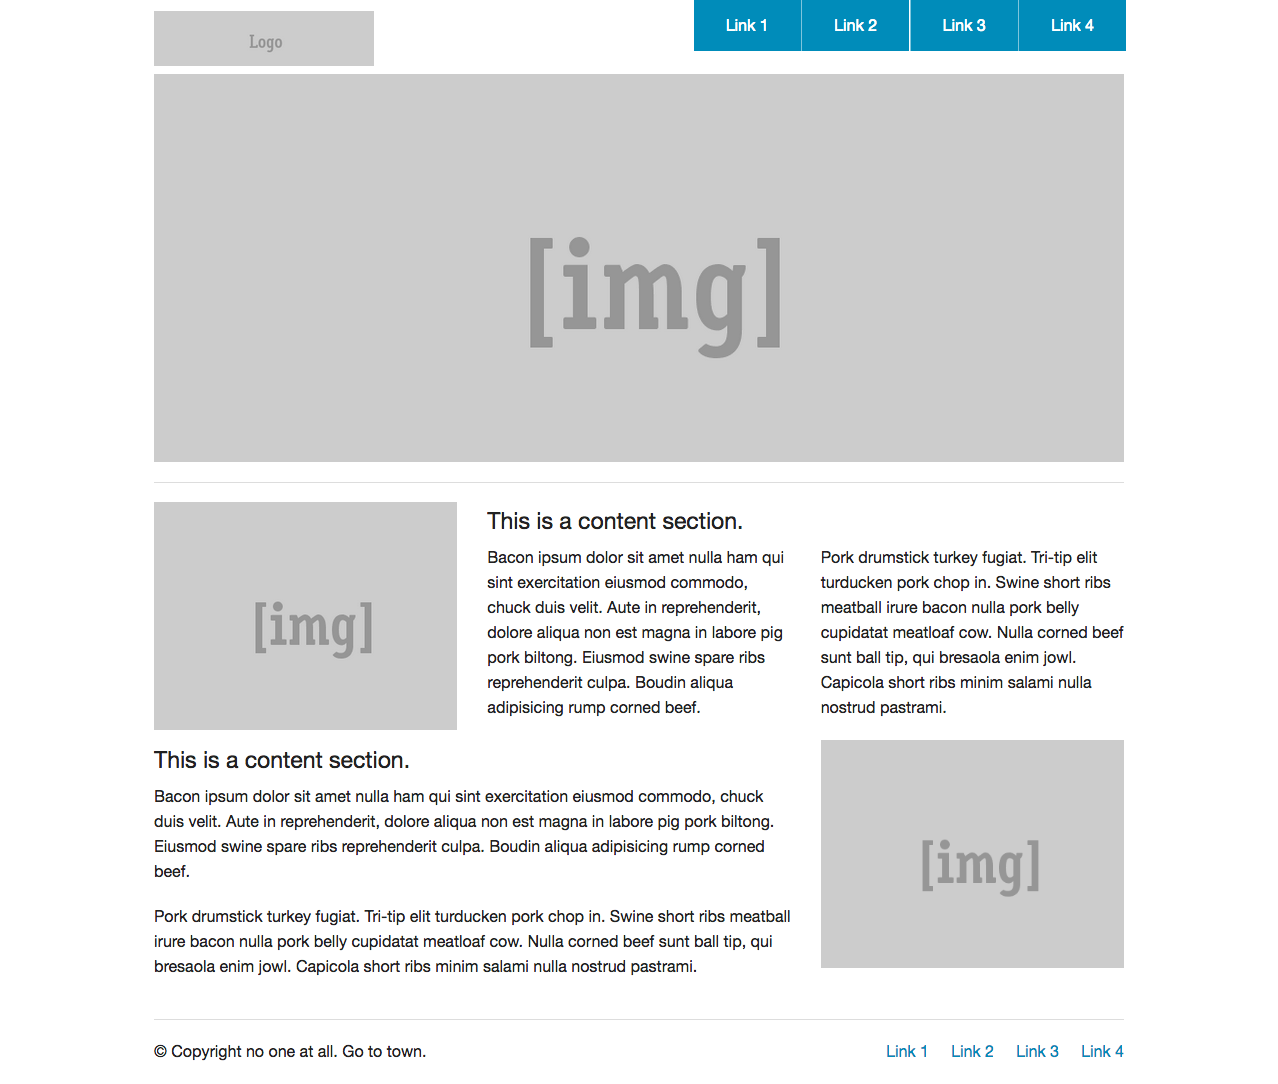 Logo
Link 1
Link 2
Link 3
Link 4
[img]
[img]
This is a content section.
Bacon ipsum dolor sit amet nulla ham qui
sint exercitation eiusmod commodo,
chuck duis velit. Aute in reprehenderit,
dolore aliqua non est magna in labore pig
pork biltong. Eiusmod swine spare ribs
reprehenderit culpa. Boudin aliqua
adipisicing rump corned beef.
Pork drumstick turkey fugiat. Tri-tip elit
turducken pork chop in. Swine short ribs
meatball irure bacon nulla pork belly
cupidatat meatloaf cow. Nulla corned beef
sunt ball tip, qui bresaola enim jowl.
Capicola short ribs minim salami nulla
nostrud pastrami.
This is a content section.
Bacon ipsum dolor sit amet nulla ham qui sint exercitation eiusmod commodo, chuck
duis velit. Aute in reprehenderit, dolore aliqua non est magna in labore pig pork biltong.
Eiusmod swine spare ribs reprehenderit culpa. Boudin aliqua adipisicing rump corned
beef.
Pork drumstick turkey fugiat. Tri-tip elit turducken pork chop in. Swine short ribs meatball
irure bacon nulla pork belly cupidatat meatloaf cow. Nulla corned beef sunt ball tip, qui
bresaola enim jowl. Capicola short ribs minim salami nulla nostrud pastrami.
[img]
© Copyright no one at all. Go to town.
Link 1
Link 2
Link 3
Link 4